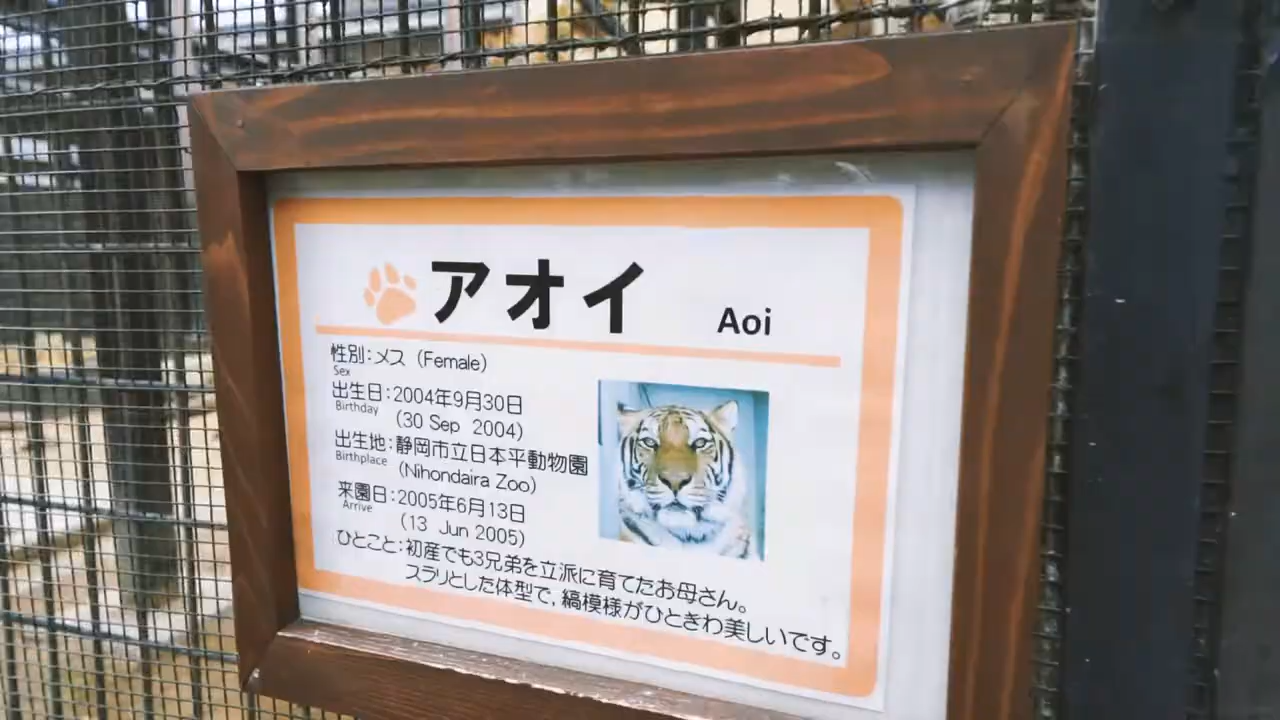 アオイ Aoi
性別：メス (Female)
Sex
出生日：2004年9月30日
Birthday (30 Sep 2004)
出生地：静岡市立日本平動物園
Birthplace (Nihondaira Zoo)
来園日：2005年6月13日
Arrive (13 Jun 2005)
ひとこと：初産でも3兄弟を立派に育てたお母さん。
スラリとした体型で，縞模様がひときわ美しいです。